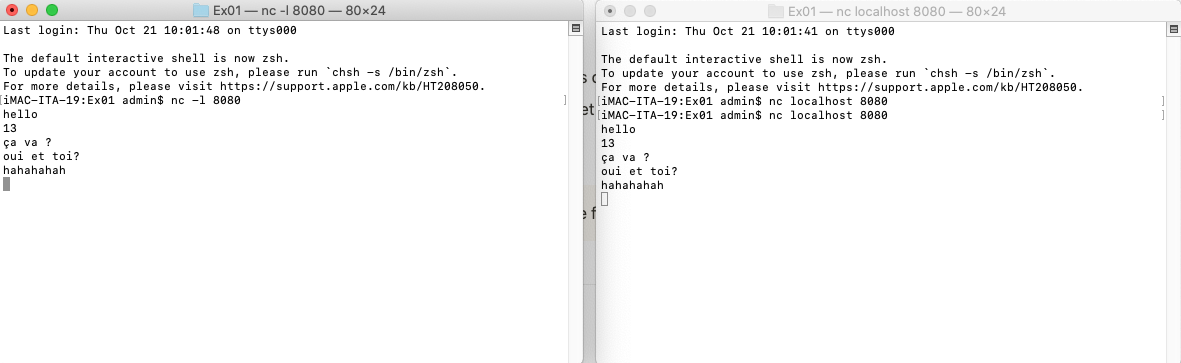 Ex01 — nc -l 8080 — 80×24
Last login: Thu Oct 21 10:01:48 on ttys000
The default interactive shell is now zsh.
To update your account to use zsh, please run `chsh -s /bin/zsh`.
For more details, please visit https://support.apple.com/kb/HT208050.
[iMAC-ITA-19:Ex01 admin$ nc -l 8080 ]
hello
13
ça va ?
oui et toi?
hahahahah
Ex01 — nc localhost 8080 — 80×24
Last login: Thu Oct 21 10:01:41 on ttys000
The default interactive shell is now zsh.
To update your account to use zsh, please run `chsh -s /bin/zsh`.
For more details, please visit https://support.apple.com/kb/HT208050.
[iMAC-ITA-19:Ex01 admin$ nc localhost 8080 ]
[iMAC-ITA-19:Ex01 admin$ nc localhost 8080 ]
hello
13
ça va ?
oui et toi?
hahahahah